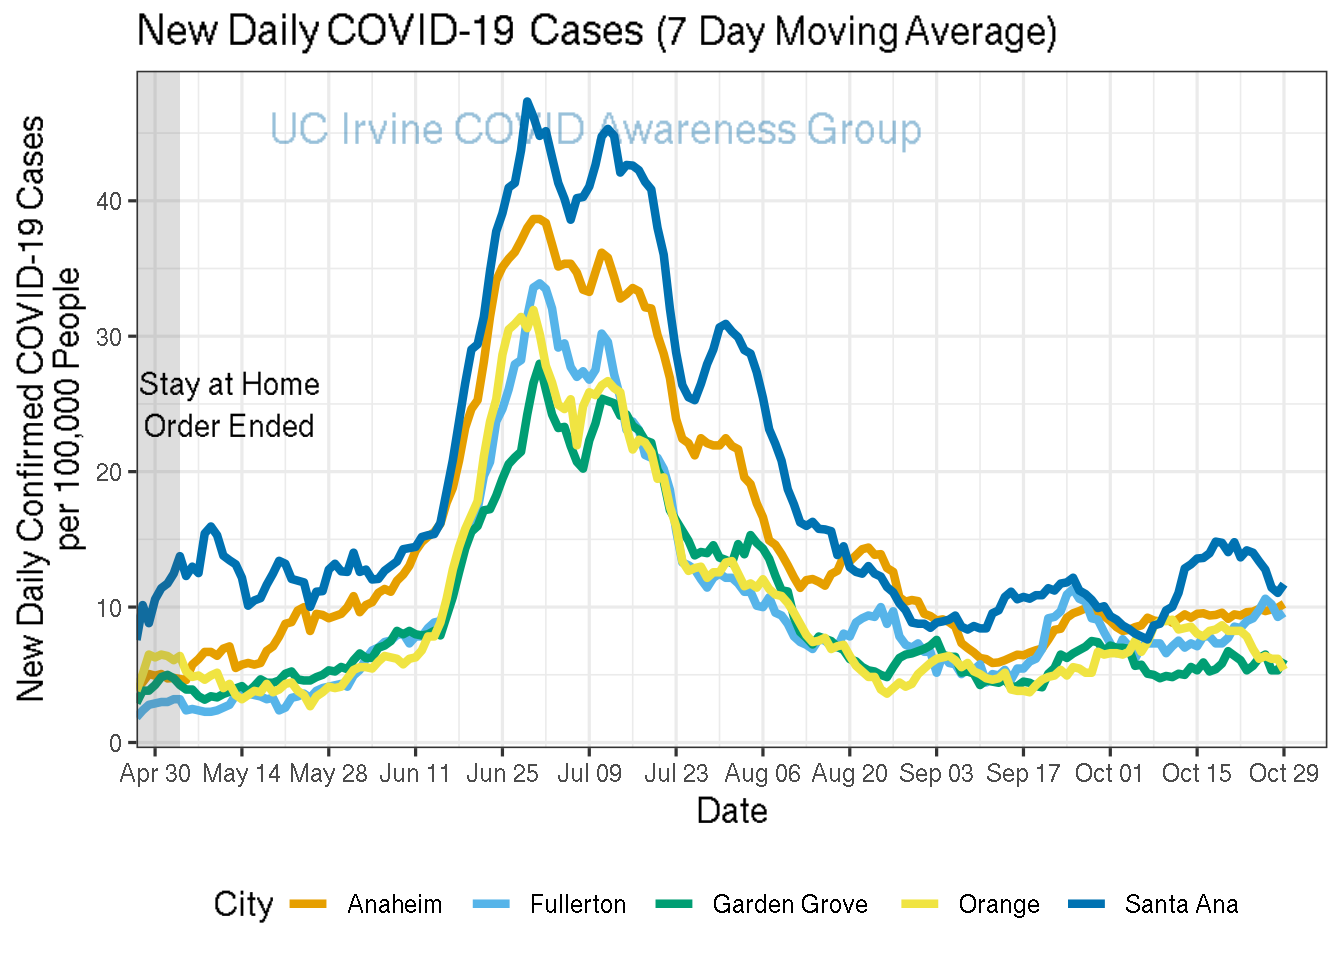 New Daily COVID-19 Cases (7 Day Moving Average)
UC Irvine COVID Awareness Group
New Daily Confirmed COVID-19 Cases
per 100,000 People
40
30
20
10
0
Stay at Home
Order Ended
Apr 30 May 14 May 28 Jun 11 Jun 25 Jul 09 Jul 23 Aug 06 Aug 20 Sep 03 Sep 17 Oct 01 Oct 15 Oct 29
Date
City Anaheim Fullerton Garden Grove Orange Santa Ana